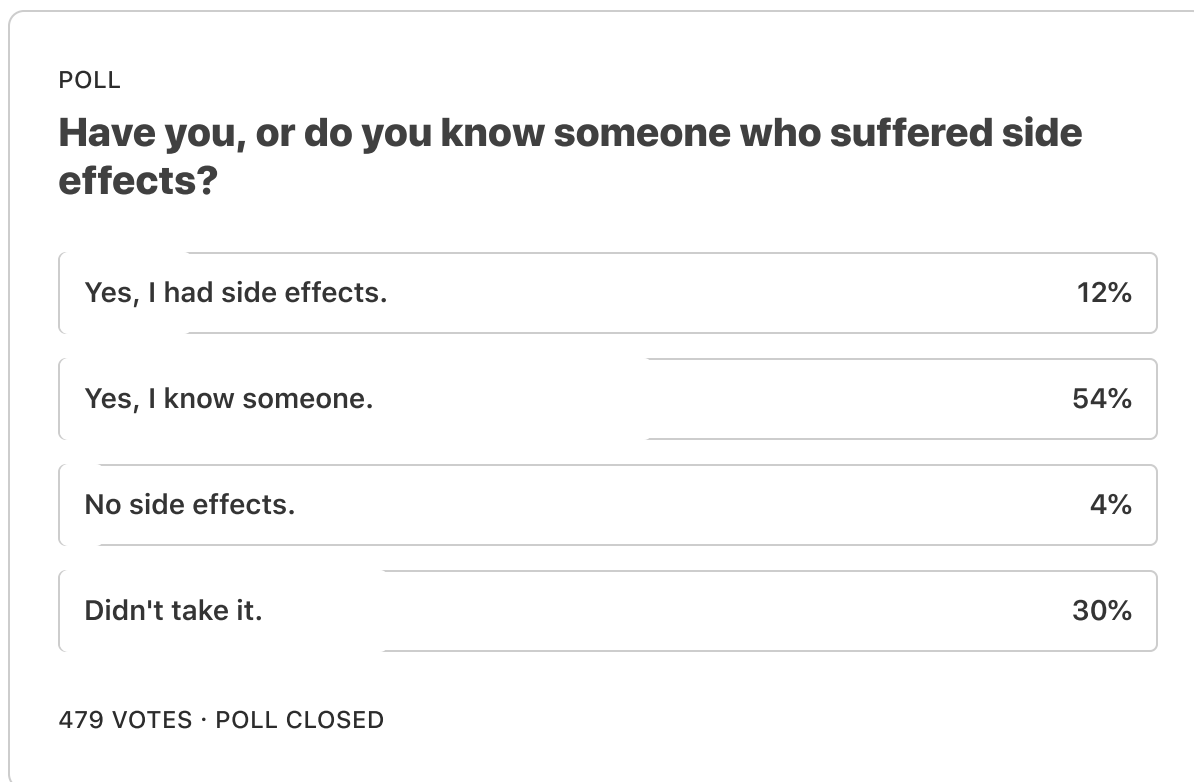 POLL
Have you, or do you know someone who suffered side
effects?
Yes, I had side effects. 12%
Yes, I know someone. 54%
No side effects. 4%
Didn't take it. 30%
479 VOTES · POLL CLOSED